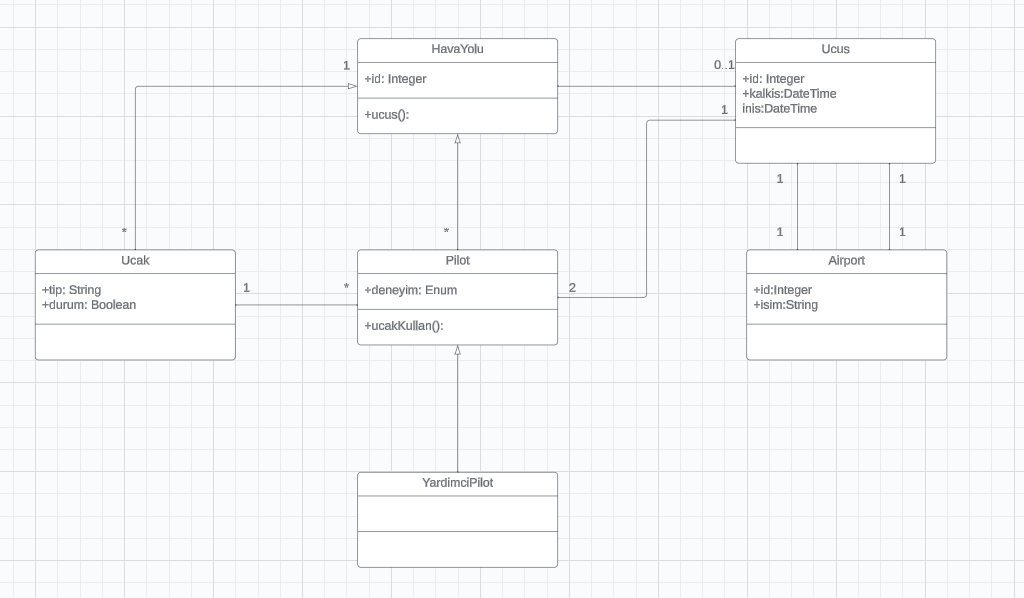 HavaYolu
1
+id: Integer
+ucus():
Ucus
0..1
1
+id: Integer
+kalkis:DateTime
inis:DateTime
1
1
*
*
1
1
Ucak
+tip: String
+durum: Boolean
1
*
Pilot
+deneyim: Enum
+ucakKullan():
2
Airport
+id:Integer
+isim:String
YardimciPilot